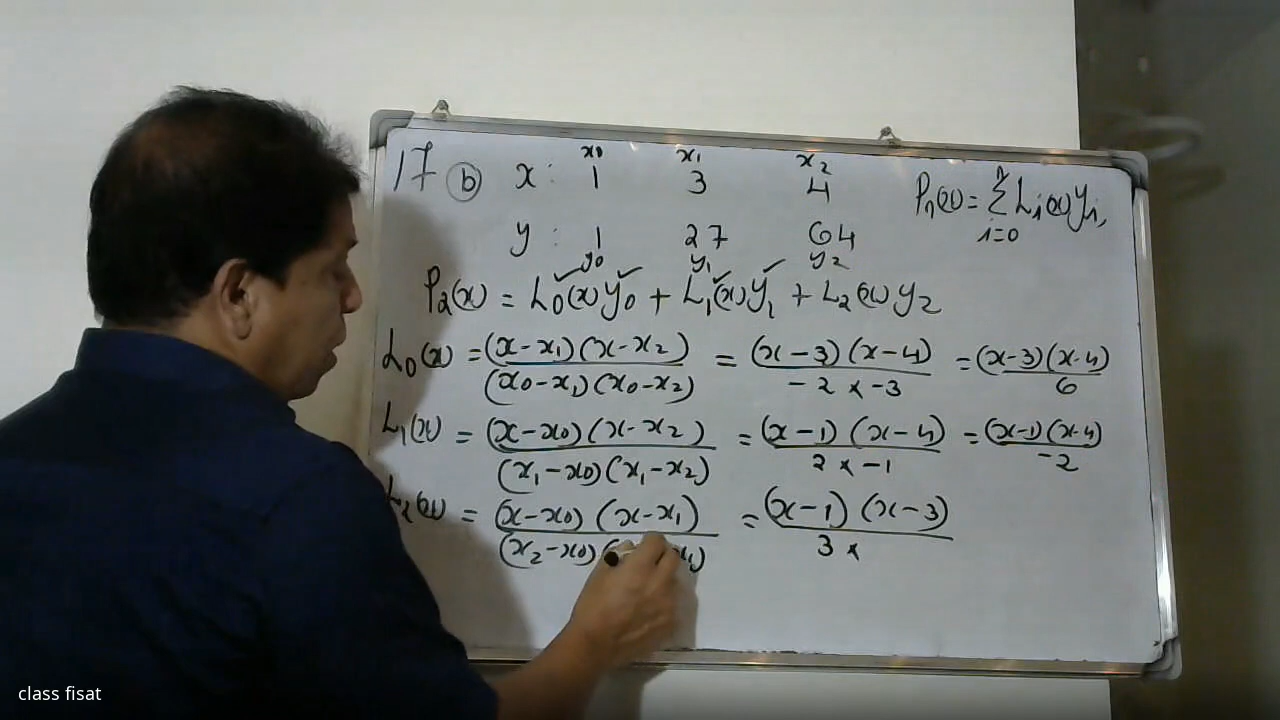 17 (b) x : 1 3 4
x0 x1 x2
Pn(x) = Σ i=0 n Li(x) yi,
y : 1 27 64
y0 y1 y2
P2(x) = L0(x) y0 + L1(x) y1 + L2(x) y2
L0(x) = (x-x1)(x-x2) / (x0-x1)(x0-x2) = (x-3)(x-4) / -2 × -3 = (x-3)(x-4) / 6
L1(x) = (x-x0)(x-x2) / (x1-x0)(x1-x2) = (x-1)(x-4) / 2 × -1 = (x-1)(x-4) / -2
L2(x) = (x-x0)(x-x1) / (x2-x0)( x1) = (x-1)(x-3) / 3 ×
class fisat